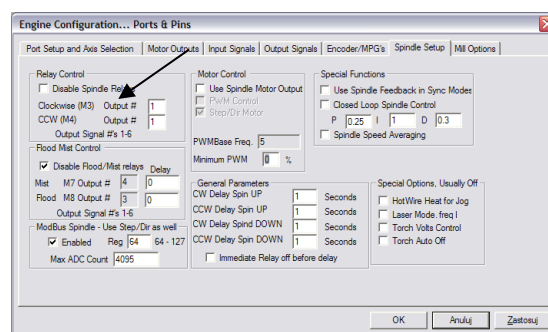 Engine Configuration... Ports & Pins
Port Setup and Axis Selection Motor Outputs Input Signals Output Signals Encoder/MPG's Spindle Setup Mill Options
Relay Control
Disable Spindle Relays
Clockwise (M3) Output # 1
CCW (M4) Output # 1
Output Signal #'s 1-6
Flood Mist Control
Disable Flood/Mist relays Delay
Mist M7 Output # 4 0
Flood M8 Output # 3 0
Output Signal #'s 1-6
ModBus Spindle - Use Step/Dir as well
Enabled Reg 64 64 - 127
Max ADC Count 4095
Motor Control
Use Spindle Motor Output
PWM Control
Step/Dir Motor
PWMBase Freq. 5
Minimum PWM 0 %
General Parameters
CW Delay Spin UP 1 Seconds
CCW Delay Spin UP 1 Seconds
CW Delay Spind DOWN 1 Seconds
CCW Delay Spin DOWN 1 Seconds
Immediate Relay off before delay
Special Functions
Use Spindle Feedback in Sync Modes
Closed Loop Spindle Control
P 0.25 I 1 D 0.3
Spindle Speed Averaging
Special Options, Usually Off
HotWire Heat for Jog
Laser Mode. freq I
Torch Volts Control
Torch Auto Off
OK Anuluj Zastosuj